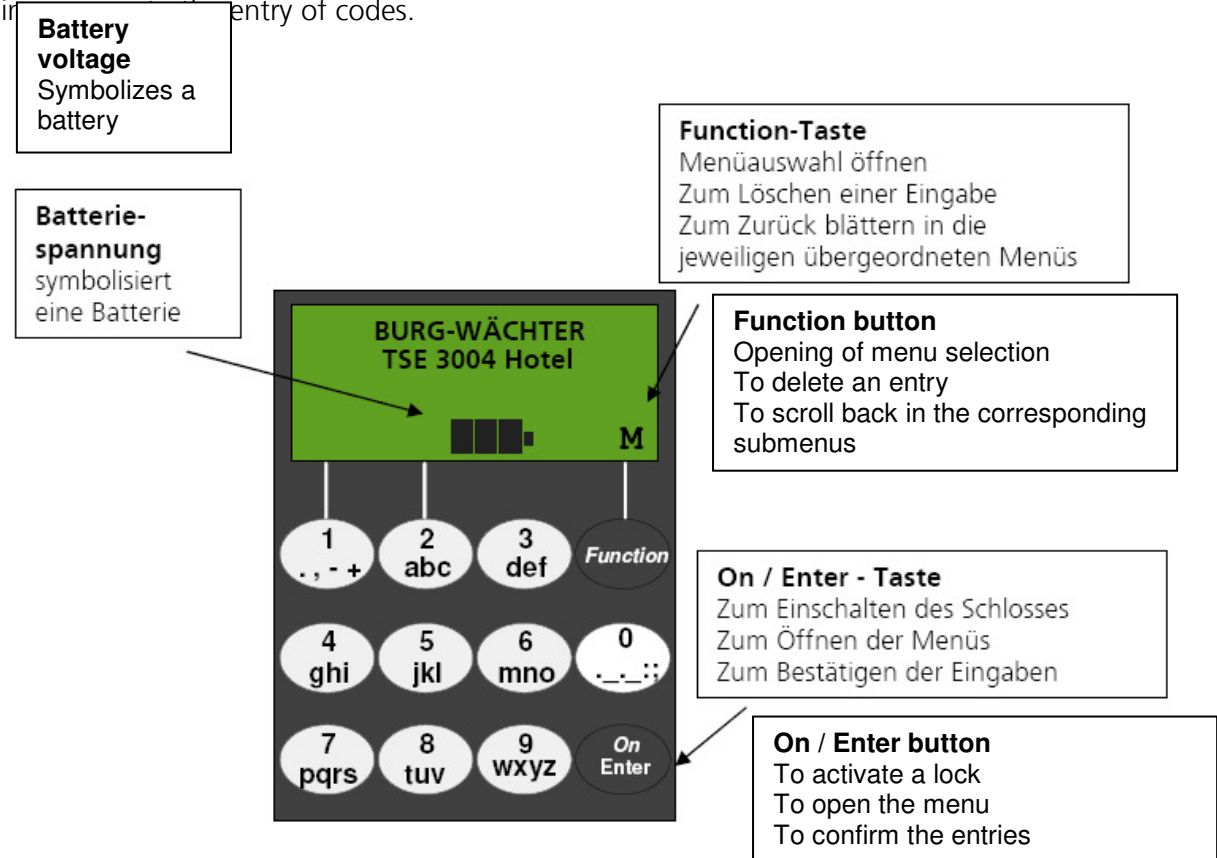 entry of codes.
Battery
voltage
Symbolizes a
battery
Function-Taste
Menüauswahl öffnen
Zum Löschen einer Eingabe
Zum Zurück blättern in die
jeweiligen übergeordneten Menüs
Batterie-
spannung
symbolisiert
eine Batterie
Function button
Opening of menu selection
To delete an entry
To scroll back in the corresponding
submenus
BURG-WÄCHTER
TSE 3004 Hotel
M
1 2 3
. , - + abc def Function
4 5 6 0
ghi jkl mno ._._:;
7 8 9 On
pqrs tuv wxyz Enter
On / Enter - Taste
Zum Einschalten des Schlosses
Zum Öffnen der Menüs
Zum Bestätigen der Eingaben
On / Enter button
To activate a lock
To open the menu
To confirm the entries